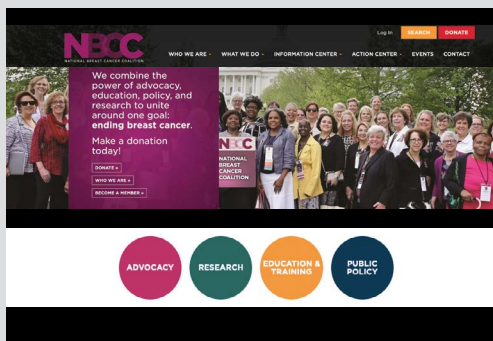 Log In SEARCH DONATE
NBCC
NATIONAL BREAST CANCER COALITION
WHO WE ARE - WHAT WE DO - INFORMATION CENTER - ACTION CENTER - EVENTS CONTACT
We combine the
power of advocacy,
education, policy, and
research to unite
around one goal:
ending breast cancer.
Make a donation
today!
DONATE »
WHO WE ARE »
BECOME A MEMBER »
NBCC
NATIONAL
BREAST
CANCER
COALITION
ADVOCACY
RESEARCH
EDUCATION &
TRAINING
PUBLIC
POLICY